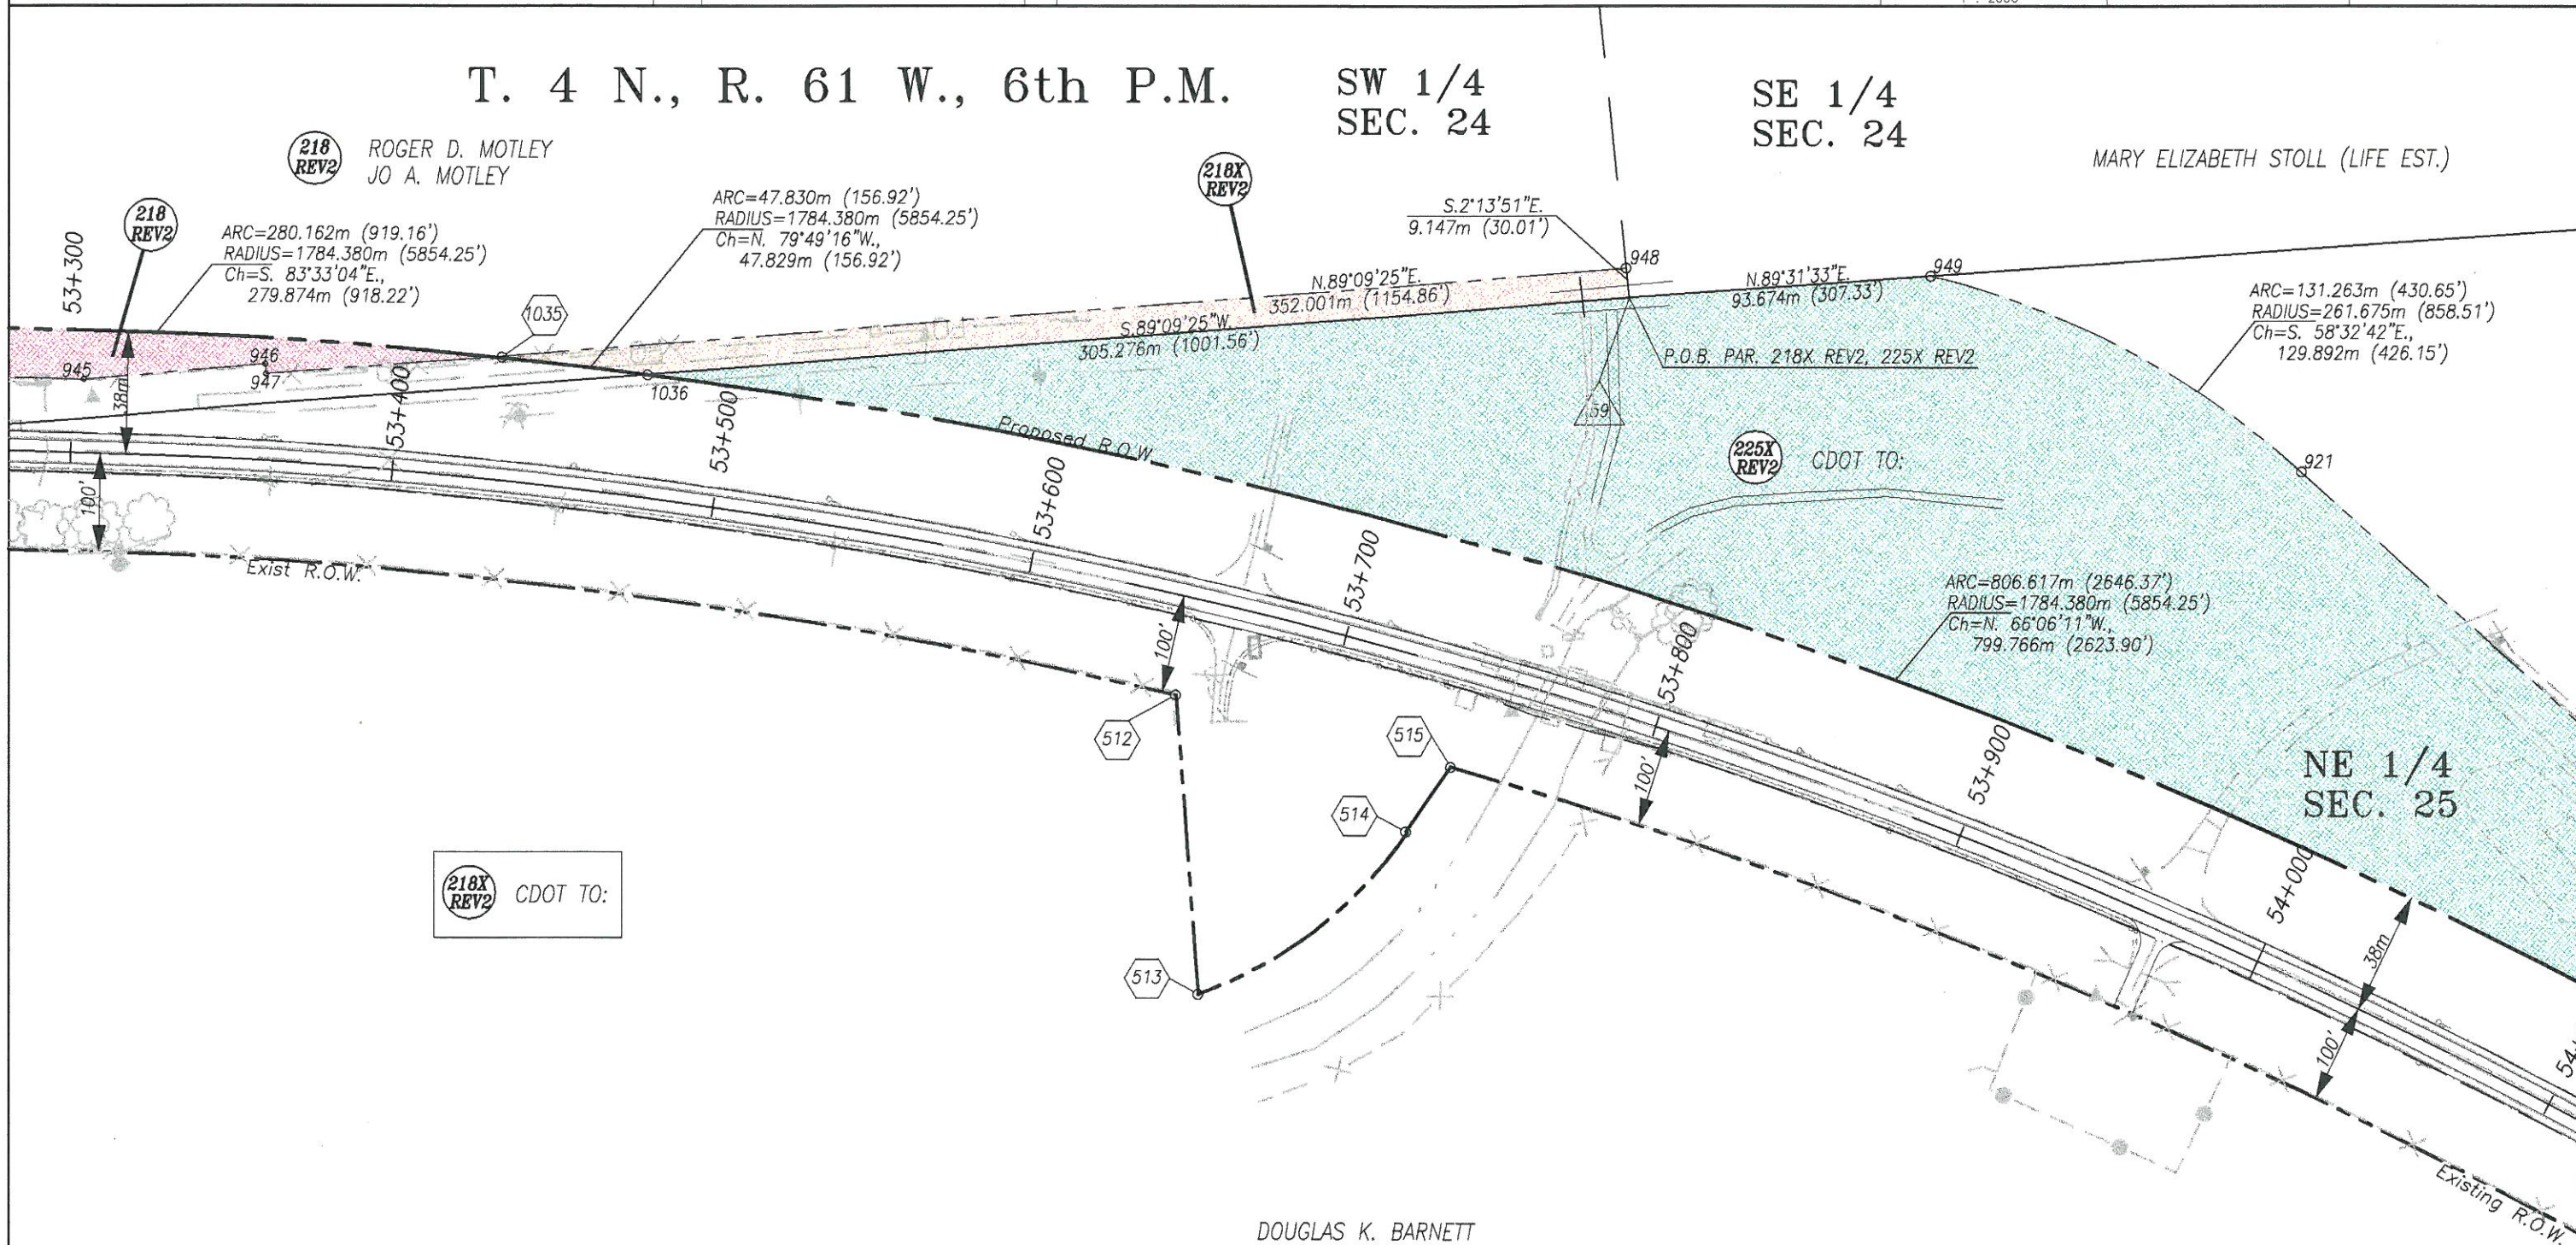 T. 4 N., R. 61 W., 6th P.M.
SW 1/4
SEC. 24
SE 1/4
SEC. 24
218
REV2
ROGER D. MOTLEY
JO A. MOTLEY
MARY ELIZABETH STOLL (LIFE EST.)
218X
REV2
218
REV2
ARC=47.830m (156.92')
RADIUS=1784.380m (5854.25')
Ch=N. 79°49'16"W.,
47.829m (156.92')
S.2°13'51"E.
9.147m (30.01')
ARC=280.162m (919.16')
RADIUS=1784.380m (5854.25')
Ch=S. 83°33'04"E.,
279.874m (918.22')
53+300
948
949
N.89°09'25"E.
352.001m (1154.86')
N.89°31'33"E.
93.674m (307.33')
ARC=131.263m (430.65')
RADIUS=261.675m (858.51')
Ch=S. 58°32'42"E.,
129.892m (426.15')
1035
S.89°09'25"W.
305.276m (1001.56')
P.O.B. PAR. 218X REV2, 225X REV2
945
946
947
38m
53+400
1036
53+500
59
Proposed R.O.W.
225X
REV2
CDOT TO:
921
100'
53+600
Exist R.O.W.
53+700
ARC=806.617m (2646.37')
RADIUS=1784.380m (5854.25')
Ch=N. 66°06'11"W.,
799.766m (2623.90')
100'
53+800
512
515
100'
53+900
NE 1/4
SEC. 25
514
54+000
218X
REV2
CDOT TO:
513
38m
100'
54+
Existing R.O.W.
DOUGLAS K. BARNETT